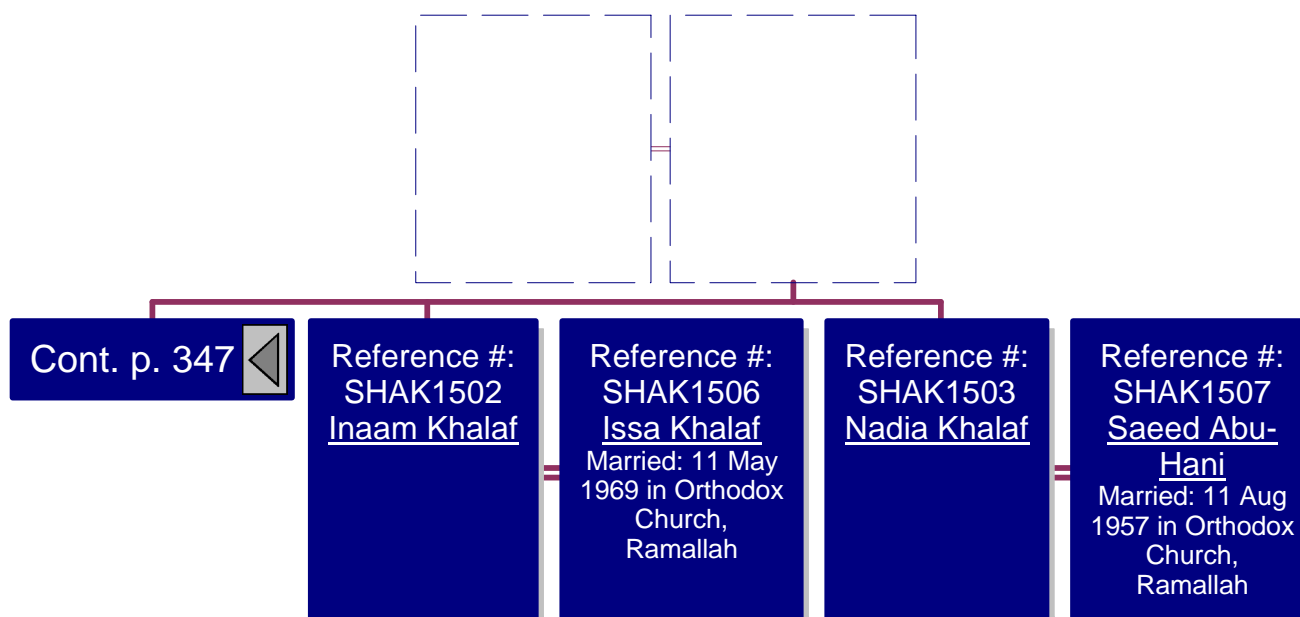 Cont. p. 347
Reference #:
SHAK1502
Inaam Khalaf
Reference #:
SHAK1506
Issa Khalaf
Married: 11 May
1969 in Orthodox
Church,
Ramallah
Reference #:
SHAK1503
Nadia Khalaf
Reference #:
SHAK1507
Saeed Abu-
Hani
Married: 11 Aug
1957 in Orthodox
Church,
Ramallah